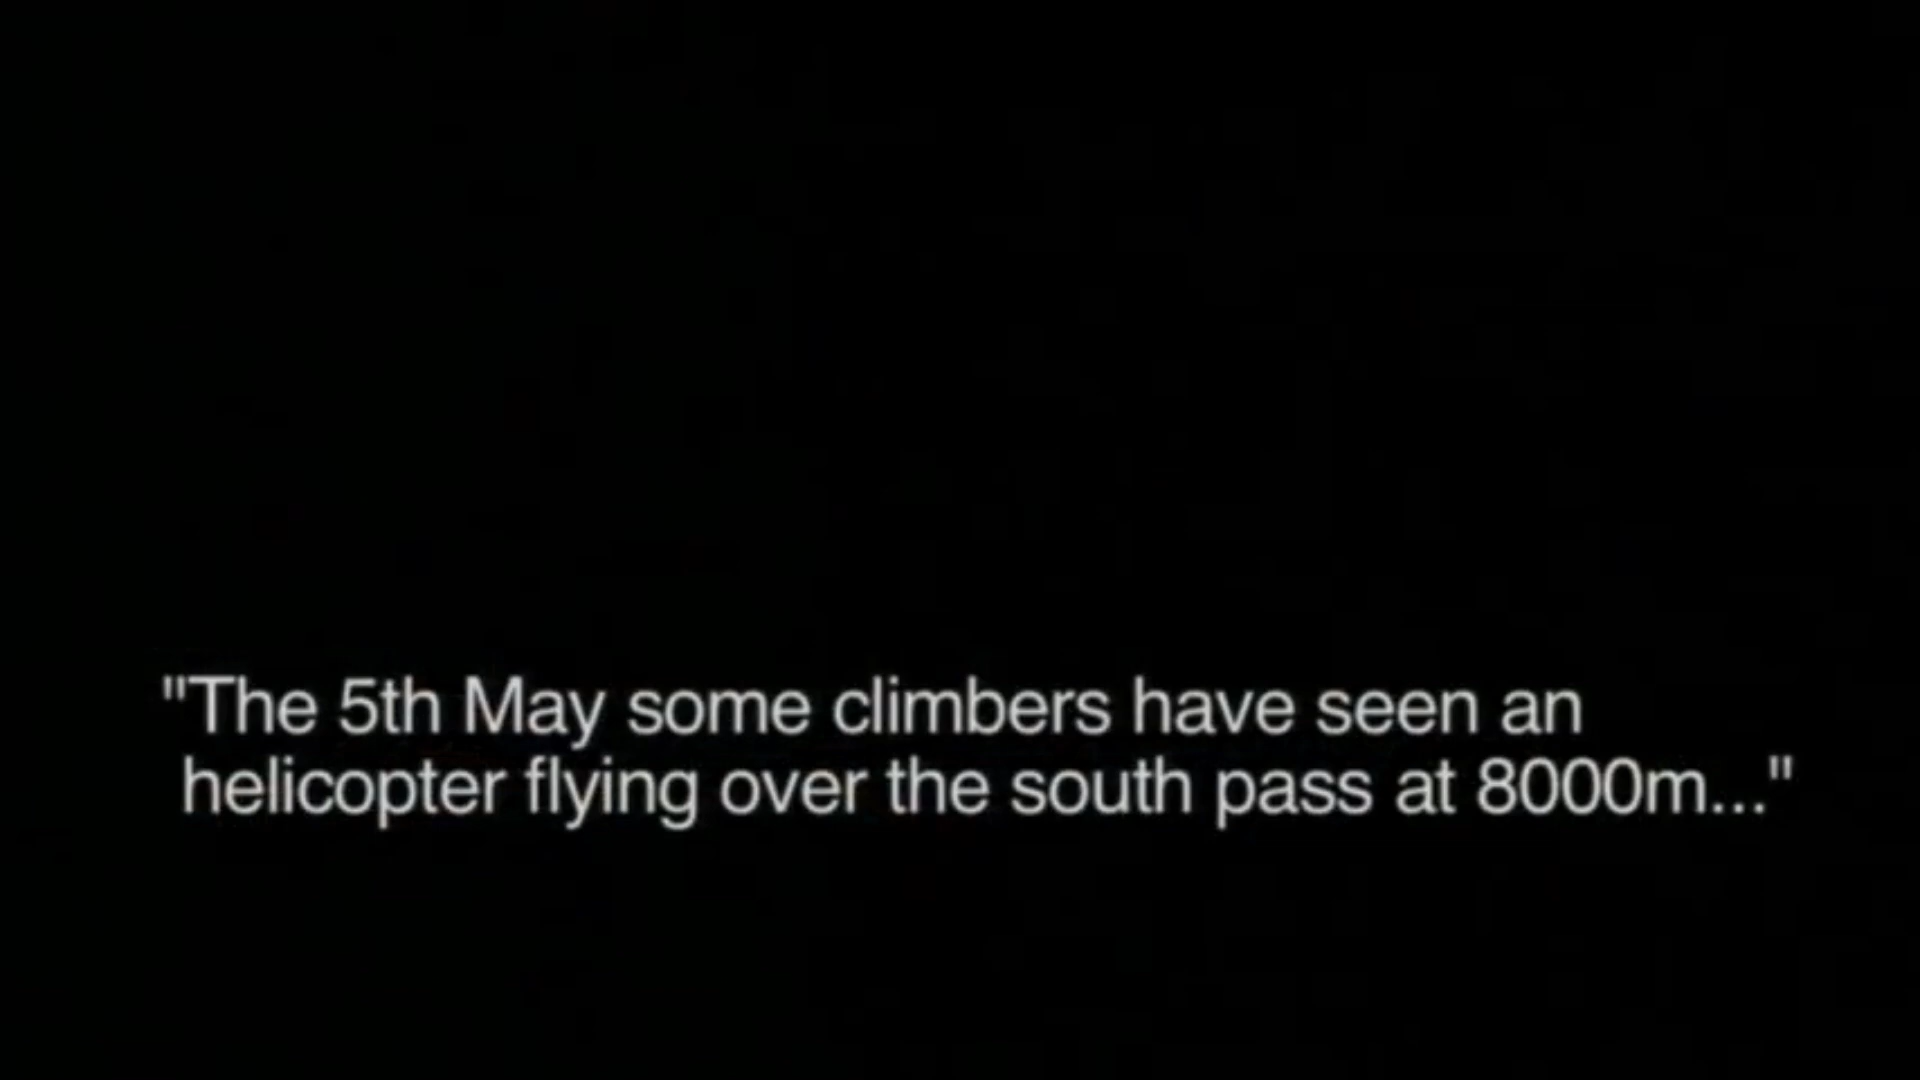 "The 5th May some climbers have seen an
helicopter flying over the south pass at 8000m..."